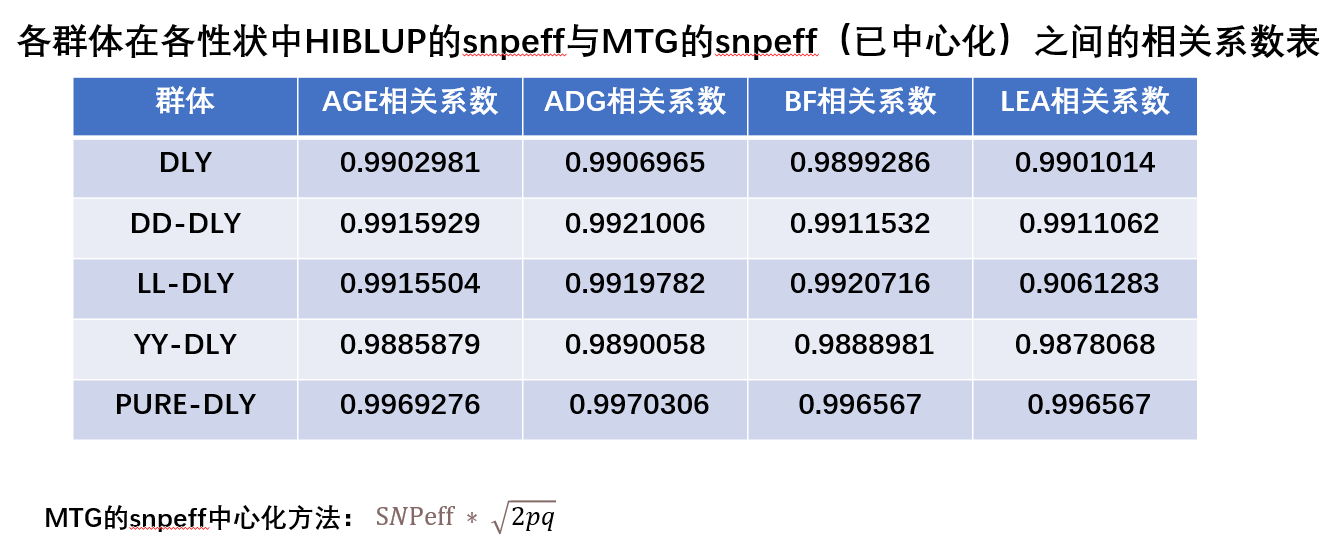 各群体在各性状中HIBLUP的snpeff与MTG的snpeff（已中心化）之间的相关系数表
群体 AGE相关系数 ADG相关系数 BF相关系数 LEA相关系数
DLY 0.9902981 0.9906965 0.9899286 0.9901014
DD-DLY 0.9915929 0.9921006 0.9911532 0.9911062
LL-DLY 0.9915504 0.9919782 0.9920716 0.9061283
YY-DLY 0.9885879 0.9890058 0.9888981 0.9878068
PURE-DLY 0.9969276 0.9970306 0.996567 0.996567
MTG的snpeff中心化方法： SNPeff * √2pq